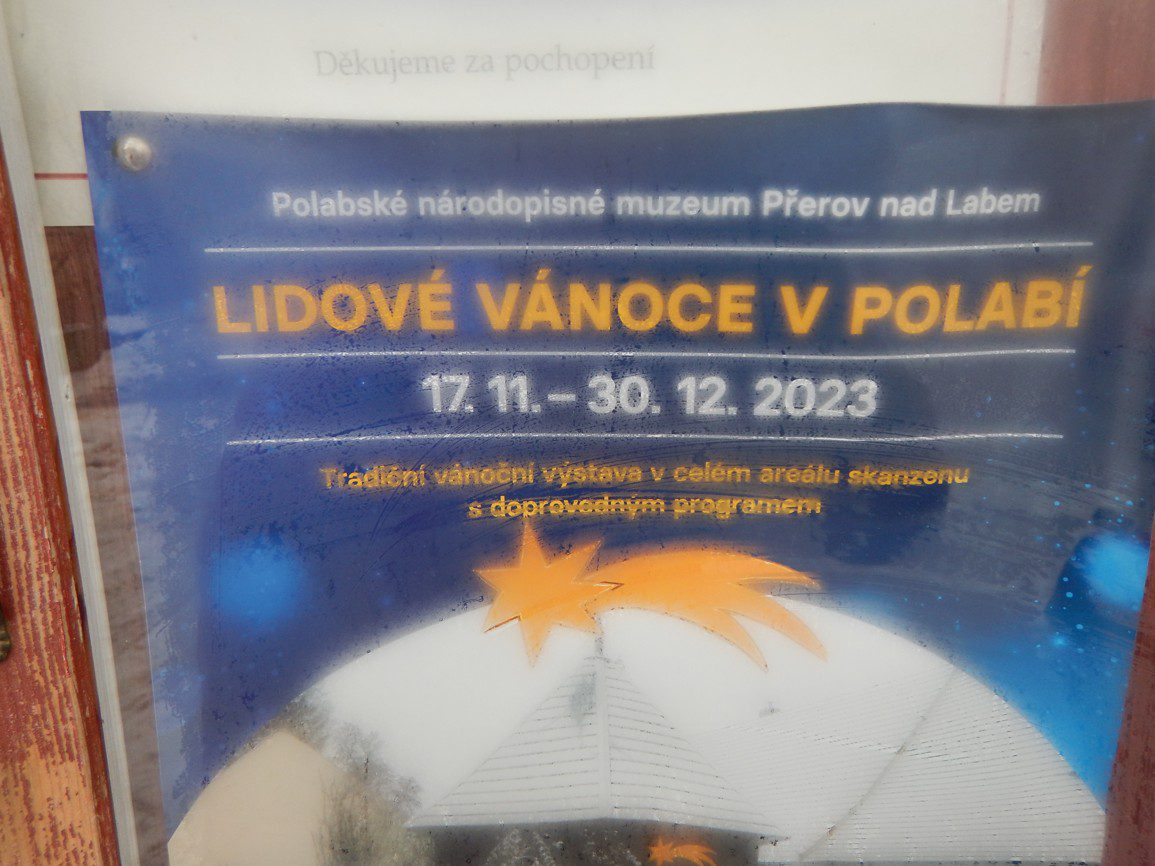 Děkujeme za pochopení
Polabské národopisné muzeum Přerov nad Labem
LIDOVÉ VÁNOCE V POLABÍ
17. 11. – 30. 12. 2023
Tradiční vánoční výstava v celém areálu skanzenu
s doprovodným programem